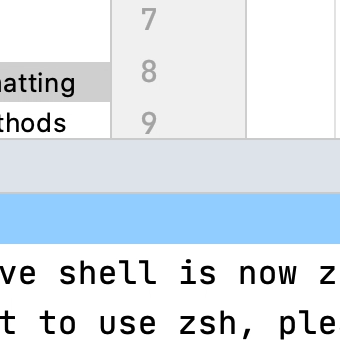 7
8
atting
9
thods
ve shell is now z
t to use zsh, ple